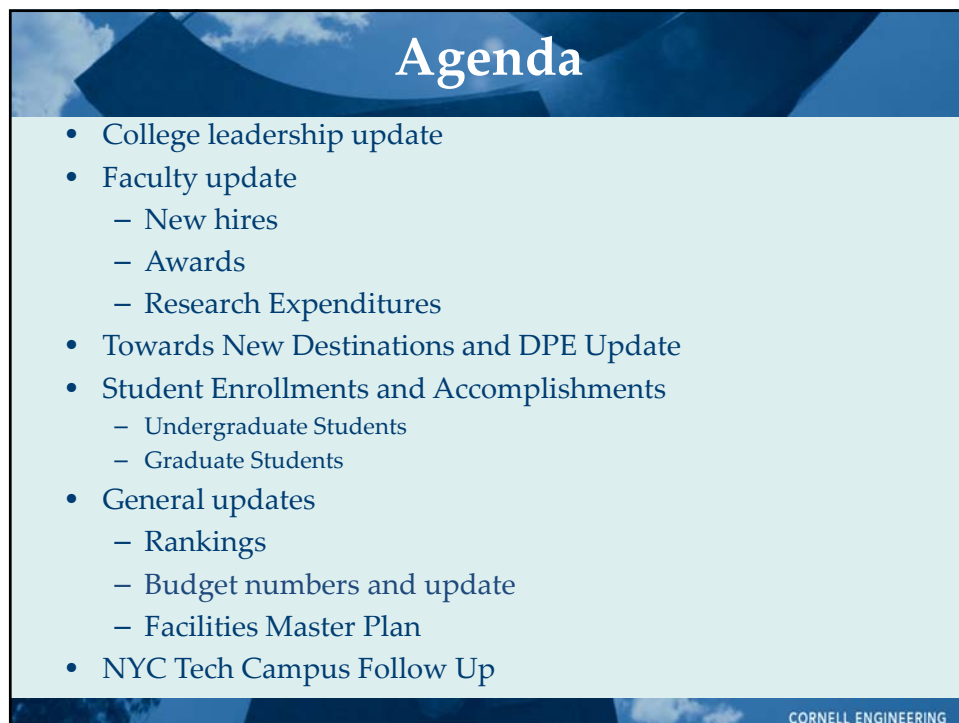 Agenda
• College leadership update
• Faculty update
– New hires
– Awards
– Research Expenditures
• Towards New Destinations and DPE Update
• Student Enrollments and Accomplishments
– Undergraduate Students
– Graduate Students
• General updates
– Rankings
– Budget numbers and update
– Facilities Master Plan
• NYC Tech Campus Follow Up
CORNELL ENGINEERING